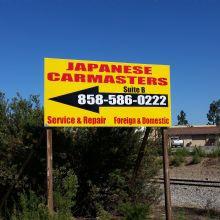 JAPANESE
CARMASTERS
Suite B
858-586-0222
Service & Repair Foreign & Domestic